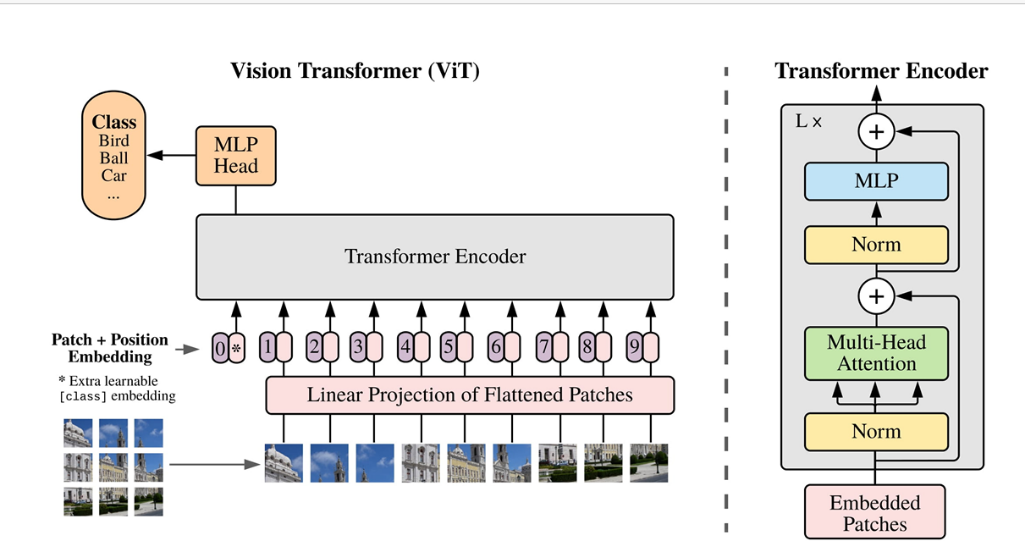 Vision Transformer (ViT)
Class
Bird
Ball
Car
...
MLP
Head
Transformer Encoder
Patch + Position
Embedding
* Extra learnable
[class] embedding
0 * 1 2 3 4 5 6 7 8 9
Linear Projection of Flattened Patches
Transformer Encoder
L ×
+
MLP
Norm
+
Multi-Head
Attention
Norm
Embedded
Patches